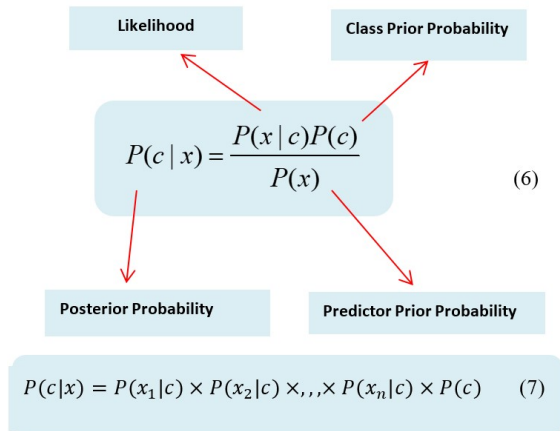 Likelihood
Class Prior Probability
P(c | x) = P(x | c)P(c) / P(x)
(6)
Posterior Probability
Predictor Prior Probability
P(c|x) = P(x₁|c) × P(x₂|c) ×,,,× P(xₙ|c) × P(c) (7)